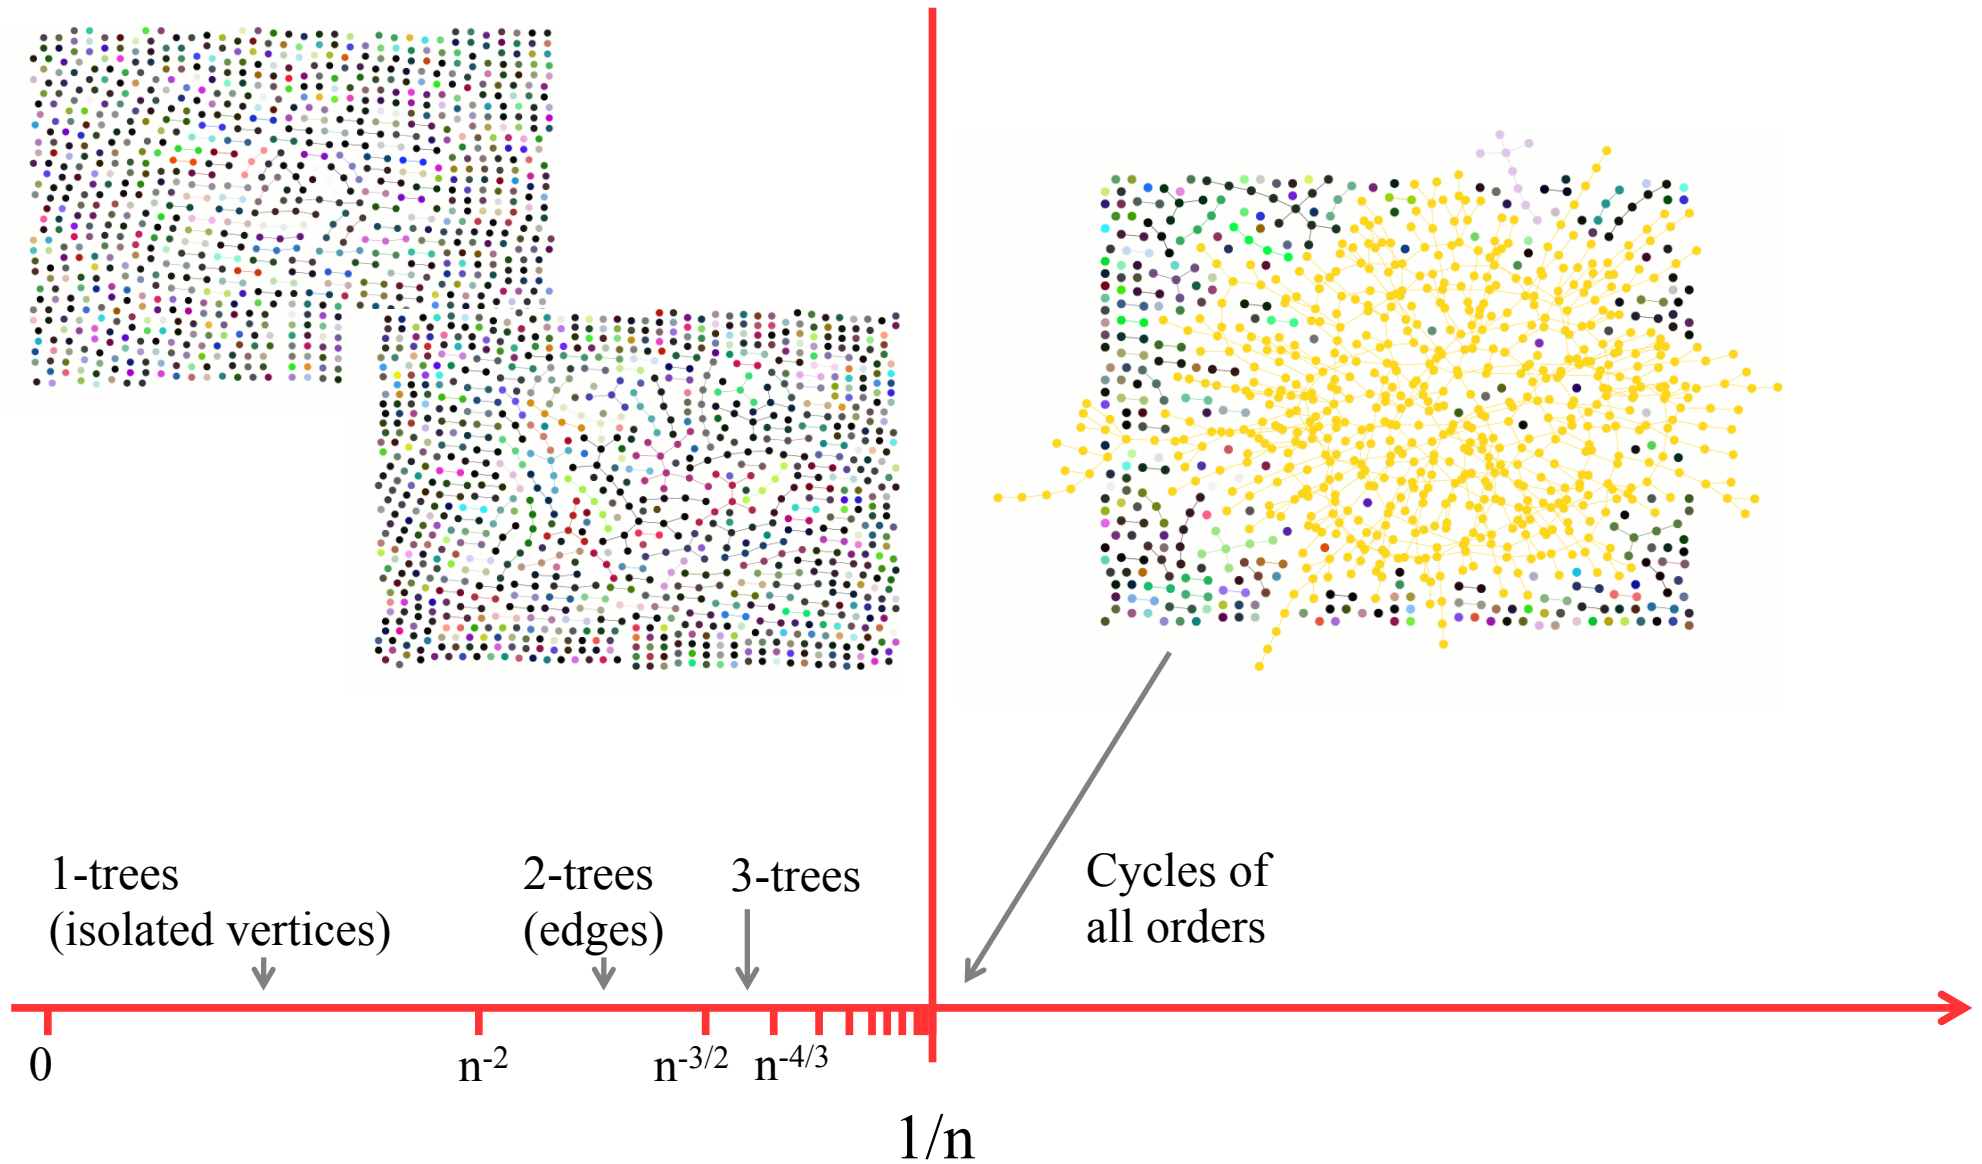 1-trees
(isolated vertices)
2-trees
(edges)
3-trees
Cycles of
all orders
0
n-2
n-3/2
n-4/3
1/n